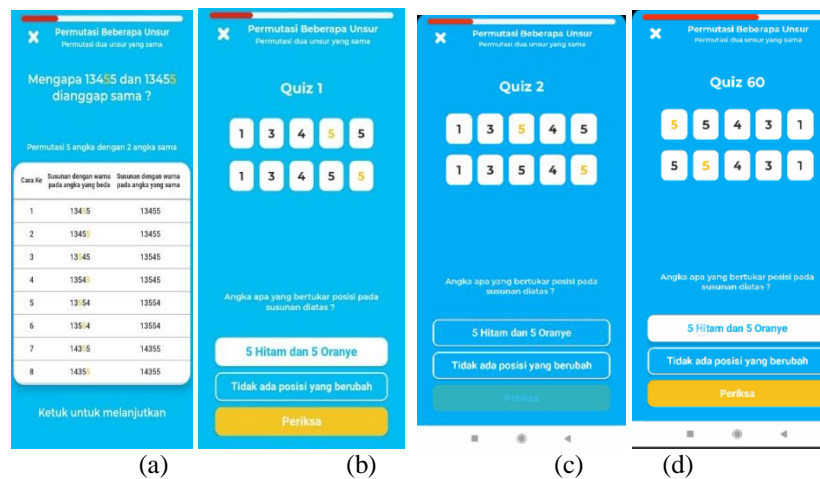 Permutasi Beberapa Unsur
Permutasi dua unsur yang sama
Mengapa 13455 dan 13455
dianggap sama ?
Permutasi 5 angka dengan 2 angka sama
Cara Ke Susunan dengan warna pada angka yang beda Susunan dengan warna pada angka yang sama
1 13455 13455
2 13455 13455
3 13545 13545
4 13545 13545
5 13554 13554
6 13554 13554
7 14355 14355
8 14355 14355
Ketuk untuk melanjutkan
(a)
Permutasi Beberapa Unsur
Permutasi dua unsur yang sama
Quiz 1
1 3 4 5 5
1 3 4 5 5
Angka apa yang bertukar posisi pada
susunan diatas ?
5 Hitam dan 5 Oranye
Tidak ada posisi yang berubah
Periksa
(b)
Permutasi Beberapa Unsur
Permutasi dua unsur yang sama
Quiz 2
1 3 5 4 5
1 3 5 4 5
Angka apa yang bertukar posisi pada
susunan diatas ?
5 Hitam dan 5 Oranye
Tidak ada posisi yang berubah
Periksa
(c)
Permutasi Beberapa Unsur
Permutasi dua unsur yang sama
Quiz 60
5 5 4 3 1
5 5 4 3 1
Angka apa yang bertukar posisi pada
susunan diatas ?
5 Hitam dan 5 Oranye
Tidak ada posisi yang berubah
Periksa
(d)